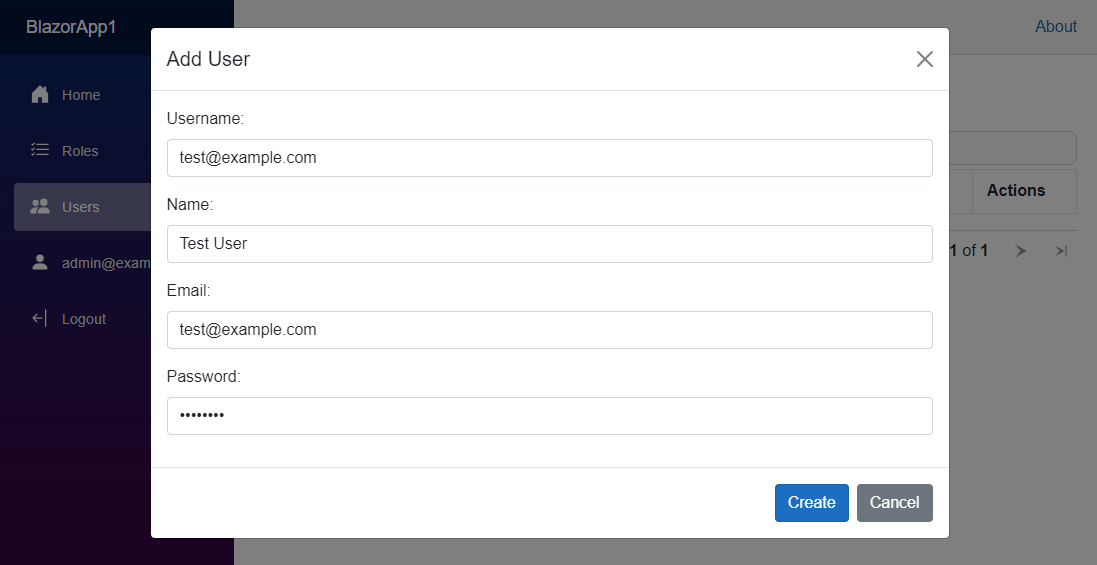 BlazorApp1
About
Add User
Home
Roles
Users
admin@exam
Logout
Username:
test@example.com
Name:
Test User
Email:
test@example.com
Password:
••••••••
Create
Cancel
Actions
1 of 1